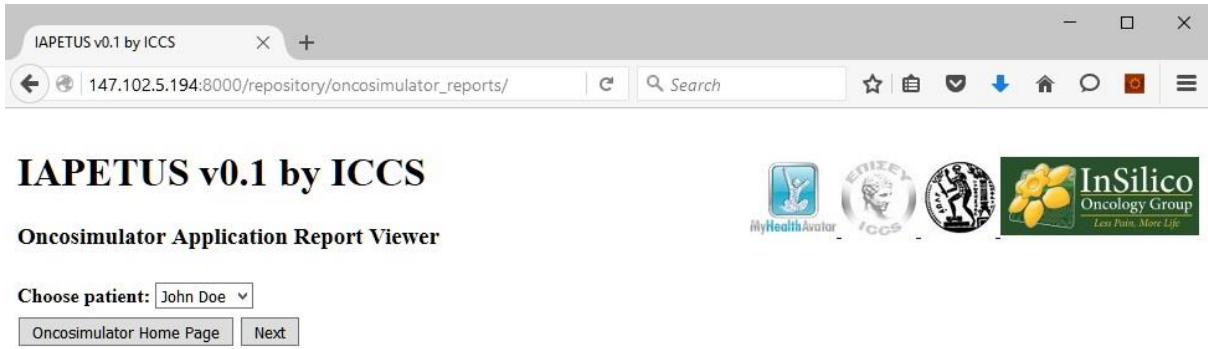 IAPETUS v0.1 by ICCS
147.102.5.194:8000/repository/oncosimulator_reports/
Search
IAPETUS v0.1 by ICCS
MyHealthAvatar
ΕΠΙΣΕΥ
ICCS
InSilico
Oncology Group
Less Pain, More Life
Oncosimulator Application Report Viewer
Choose patient: John Doe
Oncosimulator Home Page Next